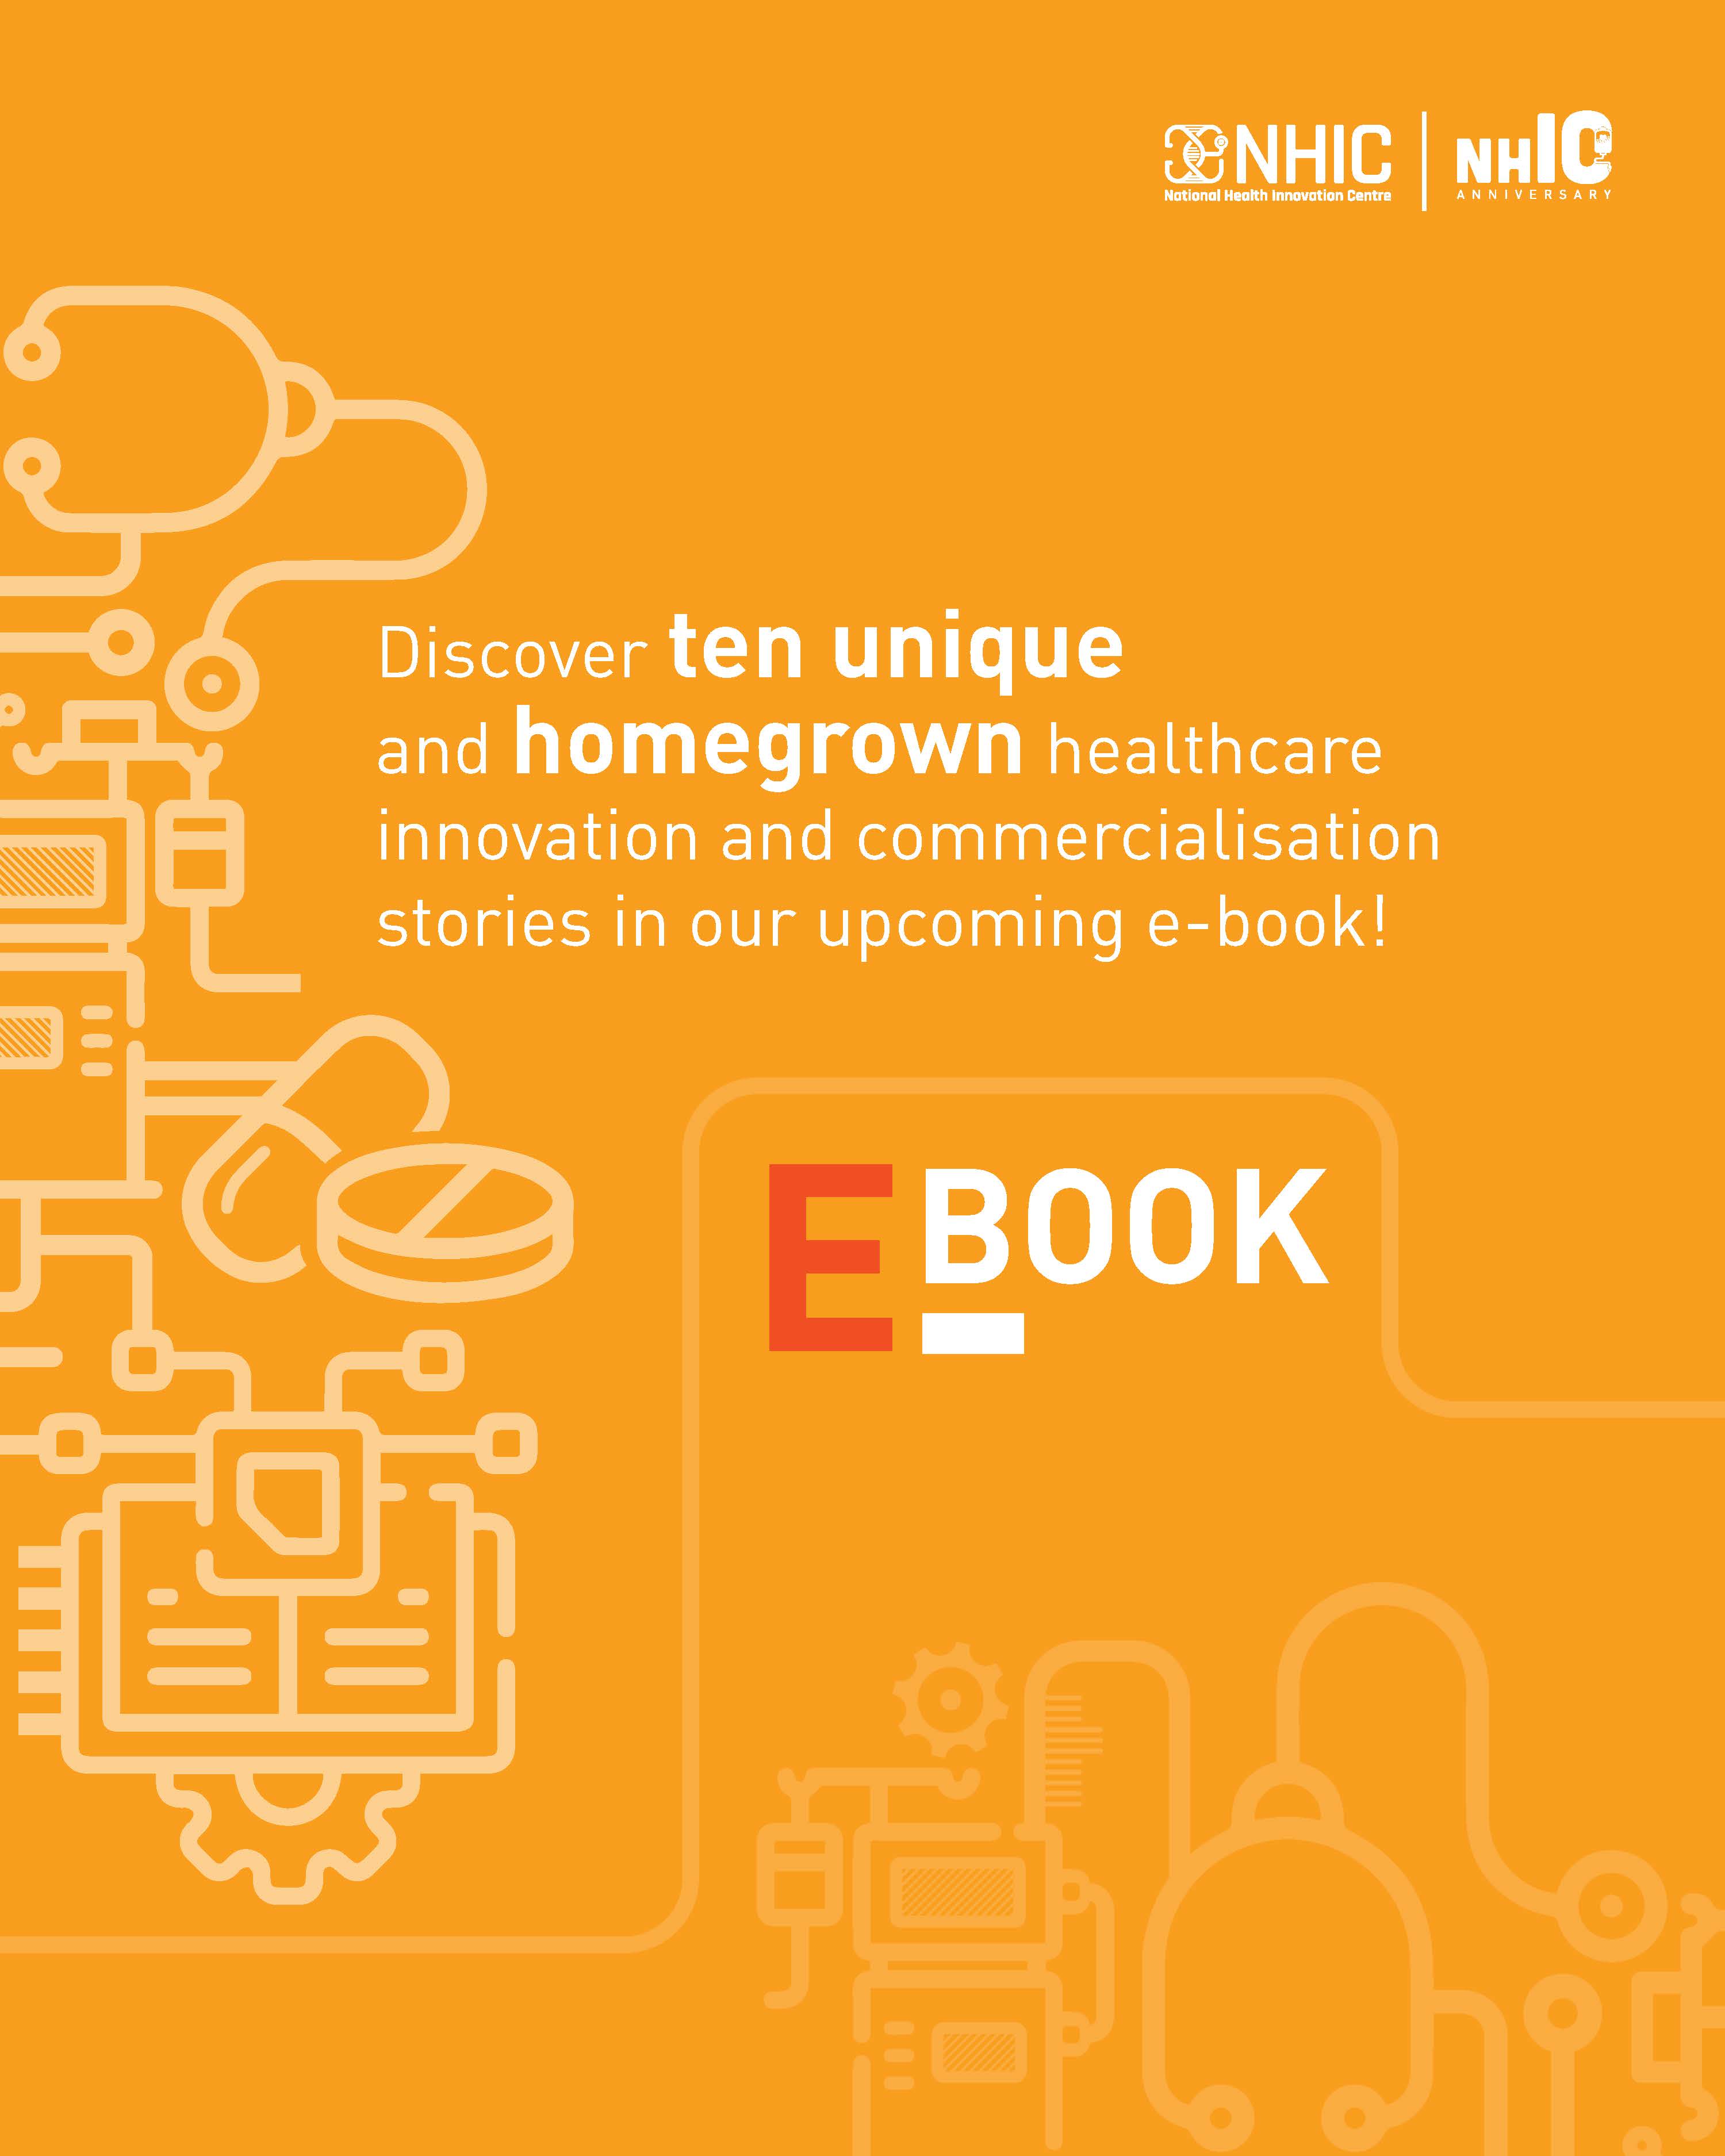 NHIC
National Health Innovation Centre
NHIC
ANNIVERSARY
Discover ten unique
and homegrown healthcare
innovation and commercialisation
stories in our upcoming e-book!
E BOOK